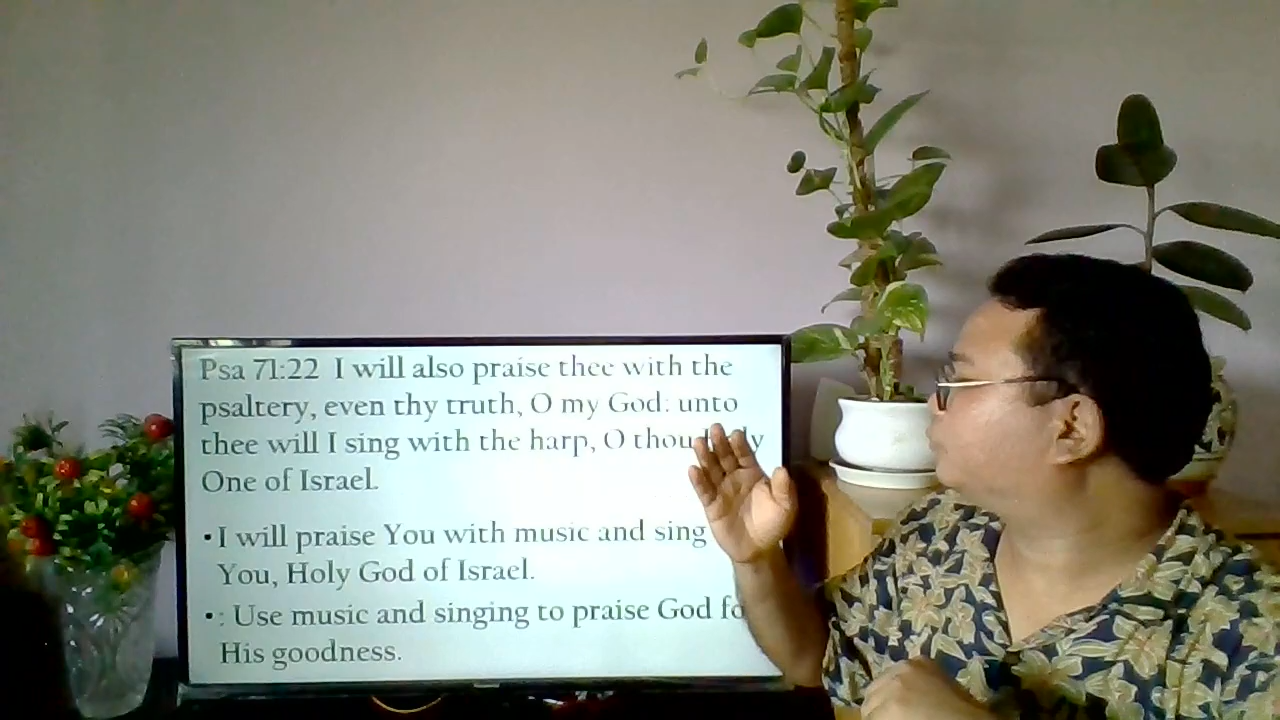 Psa 71:22 I will also praise thee with the
psaltery, even thy truth, O my God: unto
thee will I sing with the harp, O thou
One of Israel.
•I will praise You with music and sing
You, Holy God of Israel.
•: Use music and singing to praise God
His goodness.